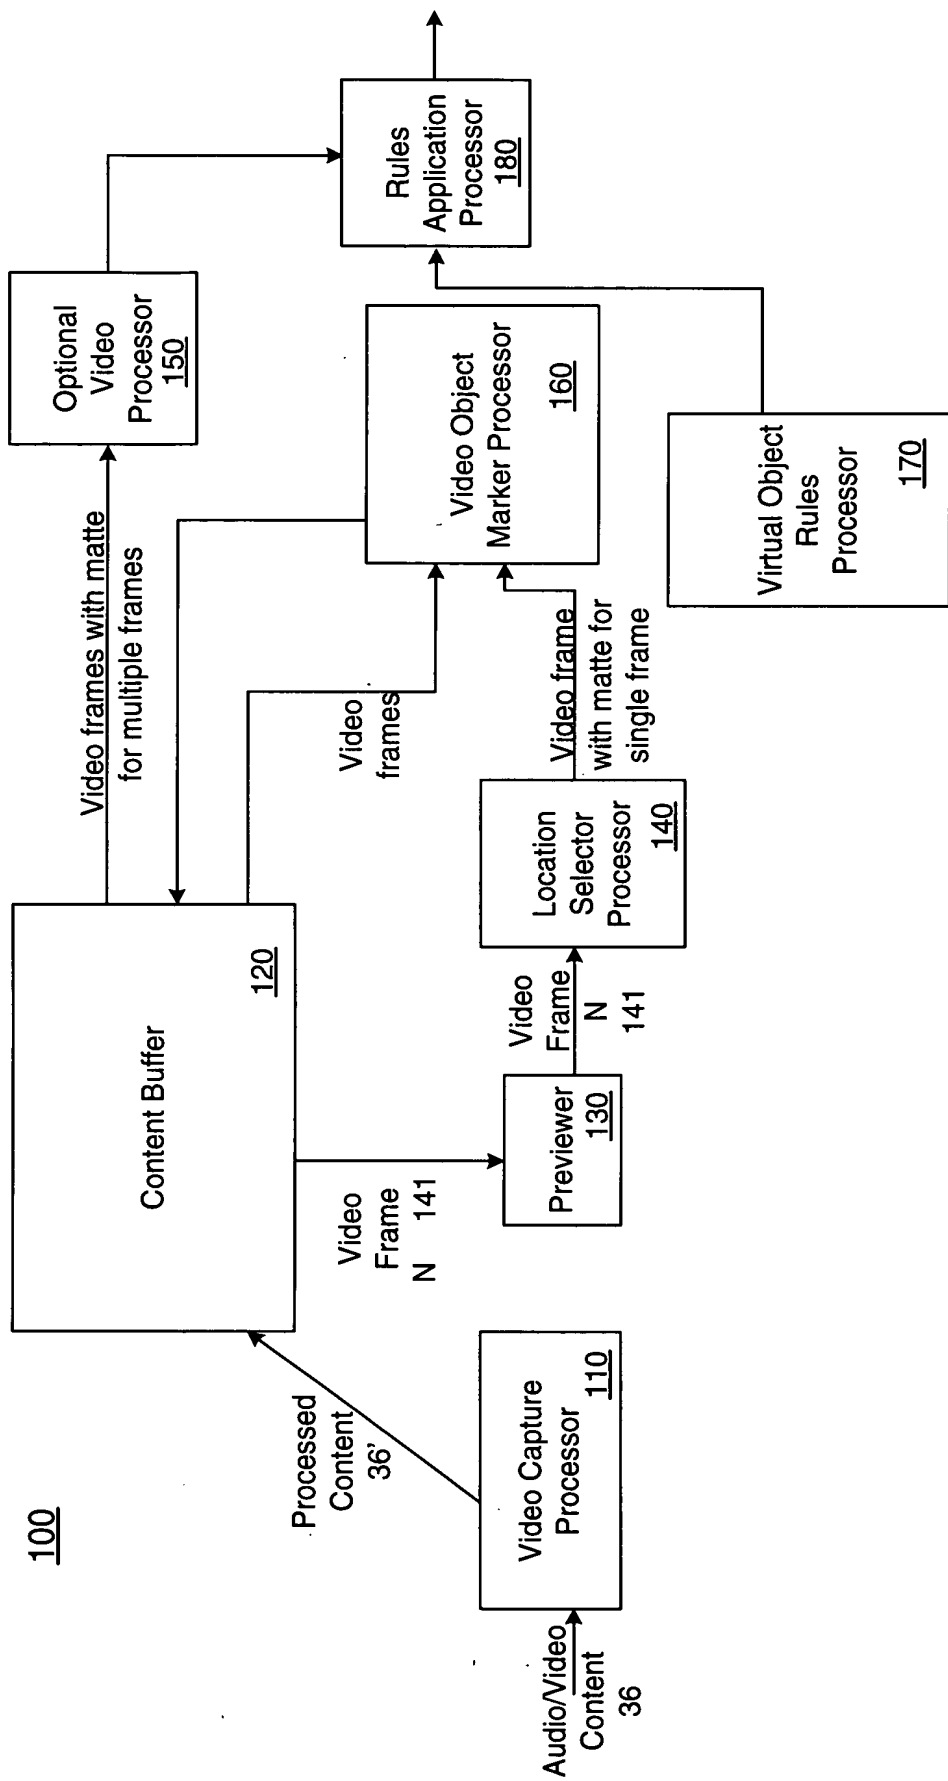 100
Audio/Video
Content
36
Video Capture
Processor
110
Processed
Content
36'
Content Buffer
120
Video
Frame
N 141
Previewer
130
Video
Frame
N
141
Location
Selector
Processor
140
Video frame
with matte for
single frame
Video
frames
Video Object
Marker Processor
160
Video frames with matte
for multiple frames
Optional
Video
Processor
150
Virtual Object
Rules
Processor
170
Rules
Application
Processor
180